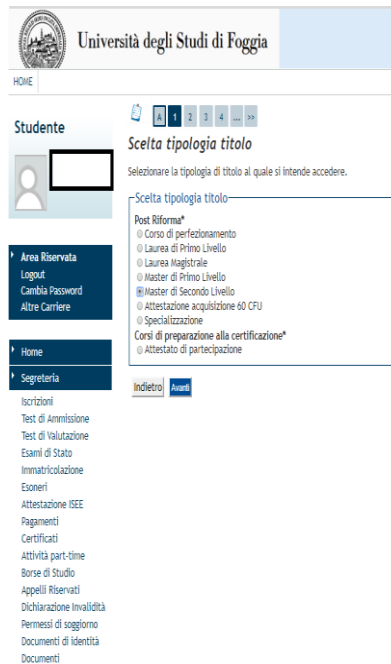 Università degli Studi di Foggia
HOME
Studente
Area Riservata
Logout
Cambia Password
Altre Carriere
Home
Segreteria
Iscrizioni
Test di Ammissione
Test di Valutazione
Esami di Stato
Immatricolazione
Esoneri
Attestazione ISEE
Pagamenti
Certificati
Attività part-time
Borse di Studio
Appelli Riservati
Dichiarazione Invalidità
Permessi di soggiorno
Documenti di identità
Documenti
A 1 2 3 4 ... >>
Scelta tipologia titolo
Selezionare la tipologia di titolo al quale si intende accedere.
Scelta tipologia titolo
Post Riforma*
Corso di perfezionamento
Laurea di Primo Livello
Laurea Magistrale
Master di Primo Livello
Master di Secondo Livello
Attestazione acquisizione 60 CFU
Specializzazione
Corsi di preparazione alla certificazione*
Attestato di partecipazione
Indietro Avanti